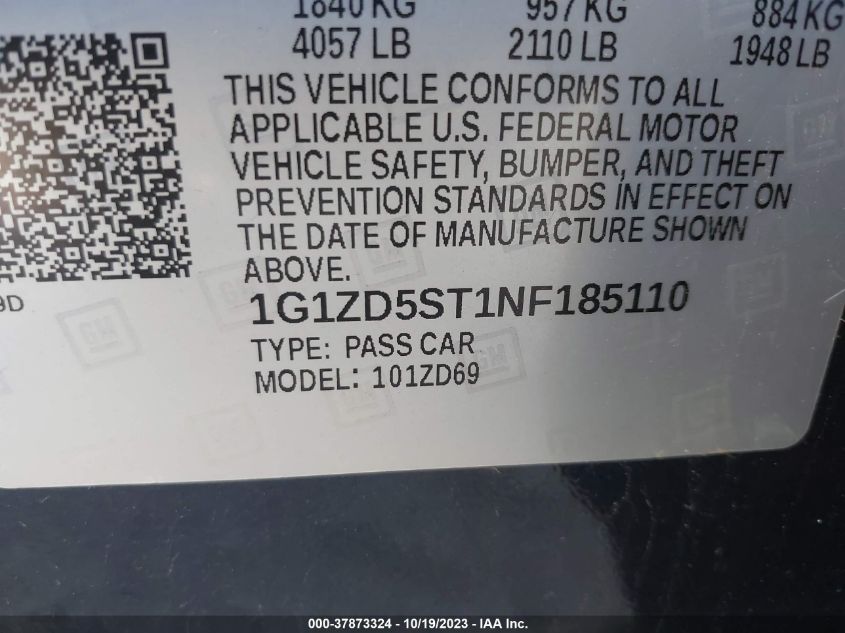 1840 KG 957 KG 884 KG
4057 LB 2110 LB 1948 LB
THIS VEHICLE CONFORMS TO ALL
APPLICABLE U.S. FEDERAL MOTOR
VEHICLE SAFETY, BUMPER, AND THEFT
PREVENTION STANDARDS IN EFFECT ON
THE DATE OF MANUFACTURE SHOWN
ABOVE.
1G1ZD5ST1NF185110
TYPE: PASS CAR
MODEL: 101ZD69
GM
000-37873324 - 10/19/2023 - IAA Inc.